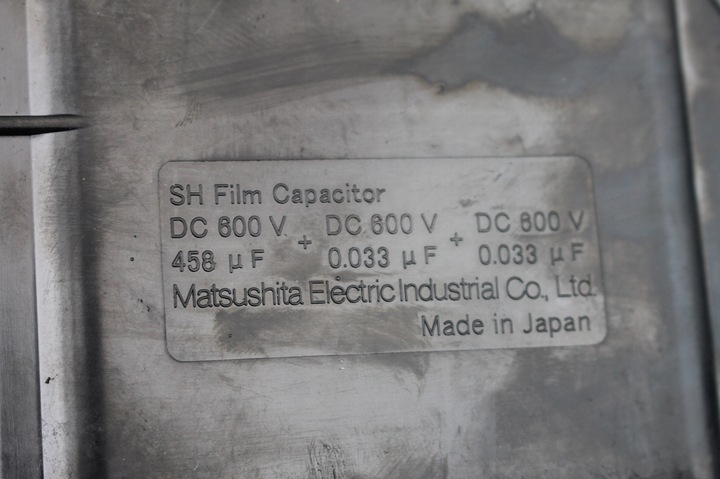 SH Film Capacitor
DC 600 V + DC 600 V + DC 600 V
458 μF 0.033 μF 0.033 μF
Matsushita Electric Industrial Co., Ltd.
Made in Japan